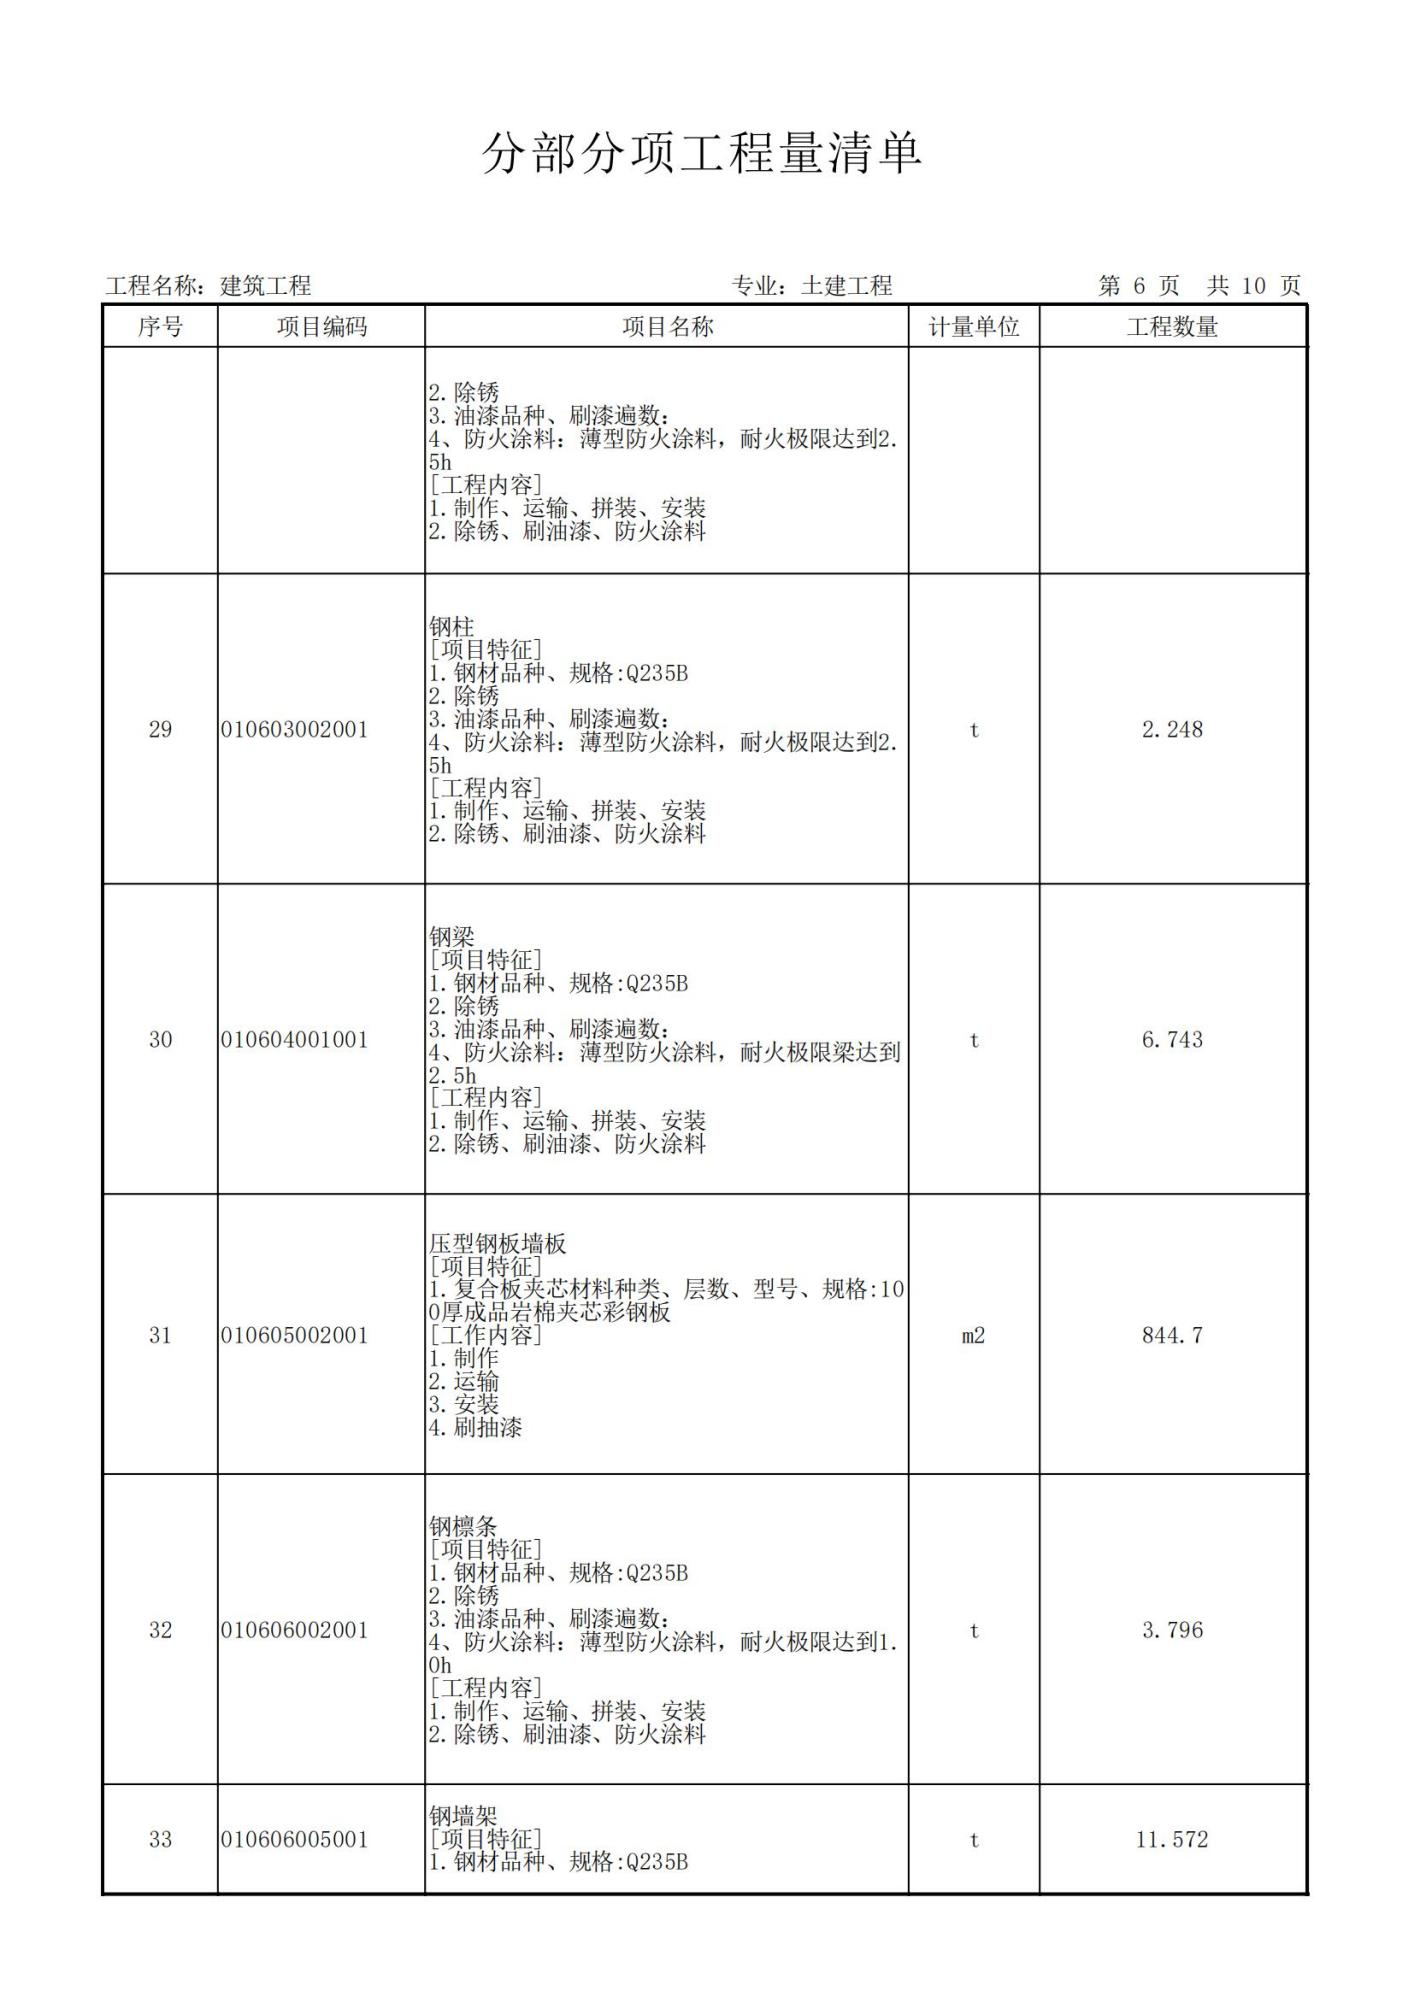 分部分项工程量清单
工程名称：建筑工程 专业：土建工程 第 6 页 共 10 页
序号 项目编码 项目名称 计量单位 工程数量
2.除锈
3.油漆品种、刷漆遍数：
4、防火涂料：薄型防火涂料，耐火极限达到2.
5h
[工程内容]
1.制作、运输、拼装、安装
2.除锈、刷油漆、防火涂料
29 010603002001
钢柱
[项目特征]
1.钢材品种、规格:Q235B
2.除锈
3.油漆品种、刷漆遍数：
4、防火涂料：薄型防火涂料，耐火极限达到2.
5h
[工程内容]
1.制作、运输、拼装、安装
2.除锈、刷油漆、防火涂料
t 2.248
30 010604001001
钢梁
[项目特征]
1.钢材品种、规格:Q235B
2.除锈
3.油漆品种、刷漆遍数：
4、防火涂料：薄型防火涂料，耐火极限梁达到
2.5h
[工程内容]
1.制作、运输、拼装、安装
2.除锈、刷油漆、防火涂料
t 6.743
31 010605002001
压型钢板墙板
[项目特征]
1.复合板夹芯材料种类、层数、型号、规格:10
0厚成品岩棉夹芯彩钢板
[工作内容]
1.制作
2.运输
3.安装
4.刷抽漆
m2 844.7
32 010606002001
钢檩条
[项目特征]
1.钢材品种、规格:Q235B
2.除锈
3.油漆品种、刷漆遍数：
4、防火涂料：薄型防火涂料，耐火极限达到1.
0h
[工程内容]
1.制作、运输、拼装、安装
2.除锈、刷油漆、防火涂料
t 3.796
33 010606005001
钢墙架
[项目特征]
1.钢材品种、规格:Q235B
t 11.572